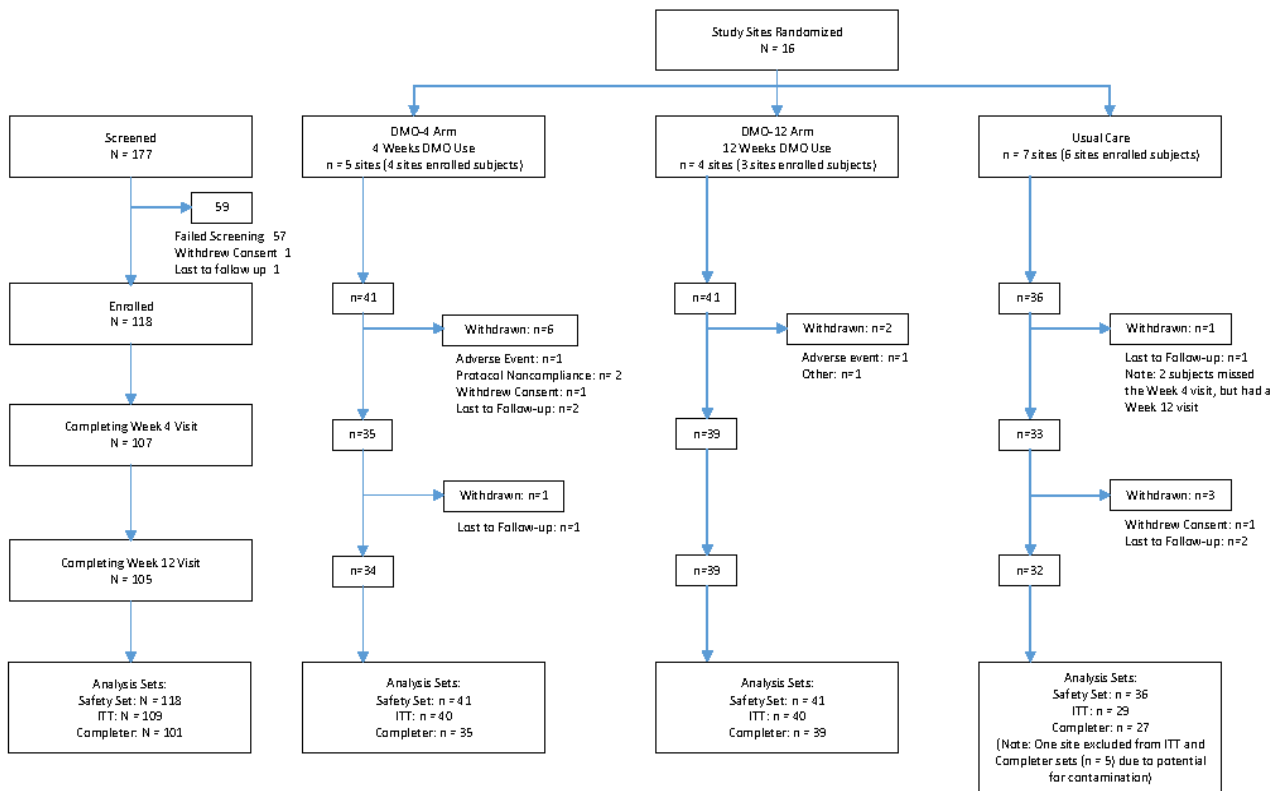 Study Sites Randomized
N = 16
Screened
N = 177
59
Failed Screening 57
Withdrew Consent 1
Lost to follow up 1
Enrolled
N = 118
Completing Week 4 Visit
N = 107
Completing Week 12 Visit
N = 105
Analysis Sets:
Safety Set: N = 118
ITT: N = 109
Completer: N = 101
DMO-4 Arm
4 Weeks DMO Use
n = 5 sites (4 sites enrolled subjects)
n=41
Withdrawn: n=6
Adverse Event: n=1
Protocol Noncompliance: n= 2
Withdrew Consent: n=1
Lost to Follow-up: n=2
n=35
Withdrawn: n=1
Lost to Follow-up: n=1
n=34
Analysis Sets:
Safety Set: n = 41
ITT: n = 40
Completer: n = 35
DMO-12 Arm
12 Weeks DMO Use
n = 4 sites (3 sites enrolled subjects)
n=41
Withdrawn: n=2
Adverse event: n=1
Other: n=1
n=39
n=39
Analysis Sets:
Safety Set: n = 41
ITT: n = 40
Completer: n = 39
Usual Care
n = 7 sites (6 sites enrolled subjects)
n=36
Withdrawn: n=1
Lost to Follow-up: n=1
Note: 2 subjects missed
the Week 4 visit, but had a
Week 12 visit
n=33
Withdrawn: n=3
Withdrew Consent: n=1
Lost to Follow-up: n=2
n=32
Analysis Sets:
Safety Set: n = 36
ITT: n = 29
Completer: n = 27
(Note: One site excluded from ITT and
Completer sets (n = 5) due to potential
for contamination)